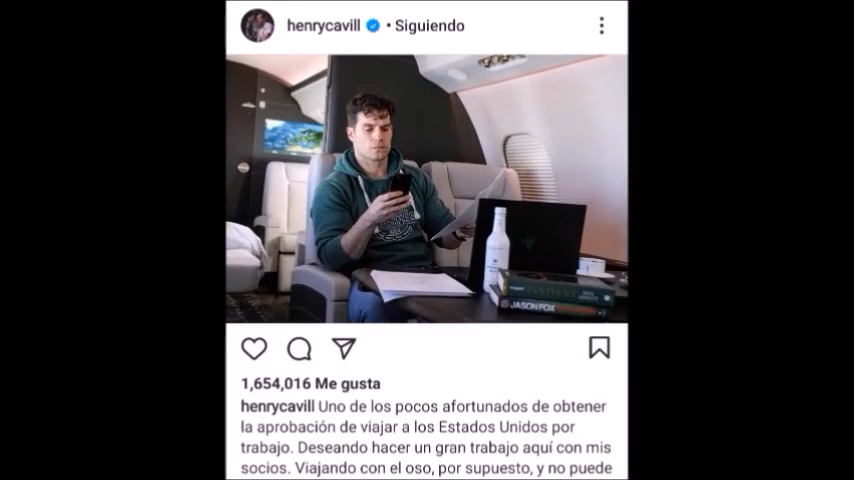 henrycavill • Siguiendo
JASON FOX
1,654,016 Me gusta
henrycavill Uno de los pocos afortunados de obtener
la aprobación de viajar a los Estados Unidos por
trabajo. Deseando hacer un gran trabajo aquí con mis
socios. Viajando con el oso, por supuesto, y no puede